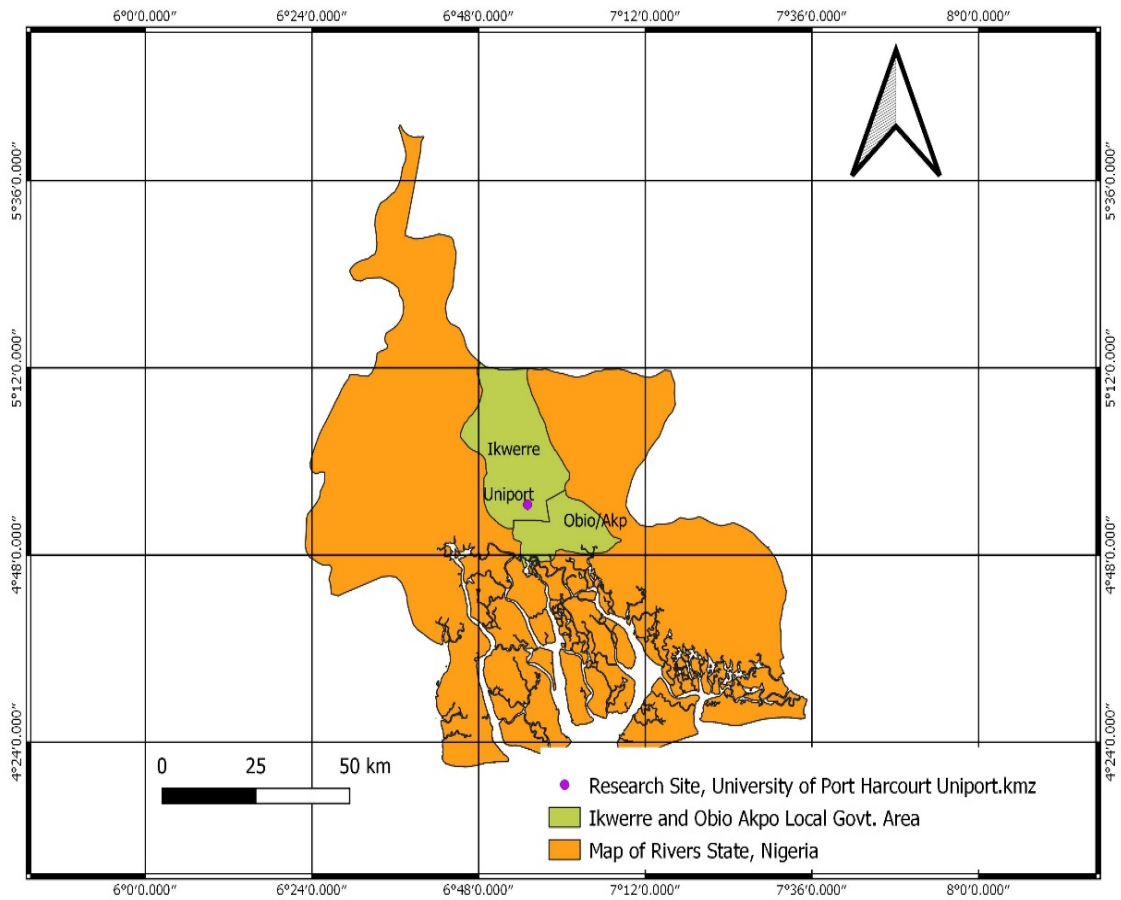 6°0′0.000″ 6°24′0.000″ 6°48′0.000″ 7°12′0.000″ 7°36′0.000″ 8°0′0.000″
5°36′0.000″ 5°36′0.000″
5°12′0.000″ 5°12′0.000″
Ikwerre
Uniport
Obio/Akp
4°48′0.000″ 4°48′0.000″
4°24′0.000″ 4°24′0.000″
0 25 50 km
Research Site, University of Port Harcourt Uniport.kmz
Ikwerre and Obio Akpo Local Govt. Area
Map of Rivers State, Nigeria
6°0′0.000″ 6°24′0.000″ 6°48′0.000″ 7°12′0.000″ 7°36′0.000″ 8°0′0.000″